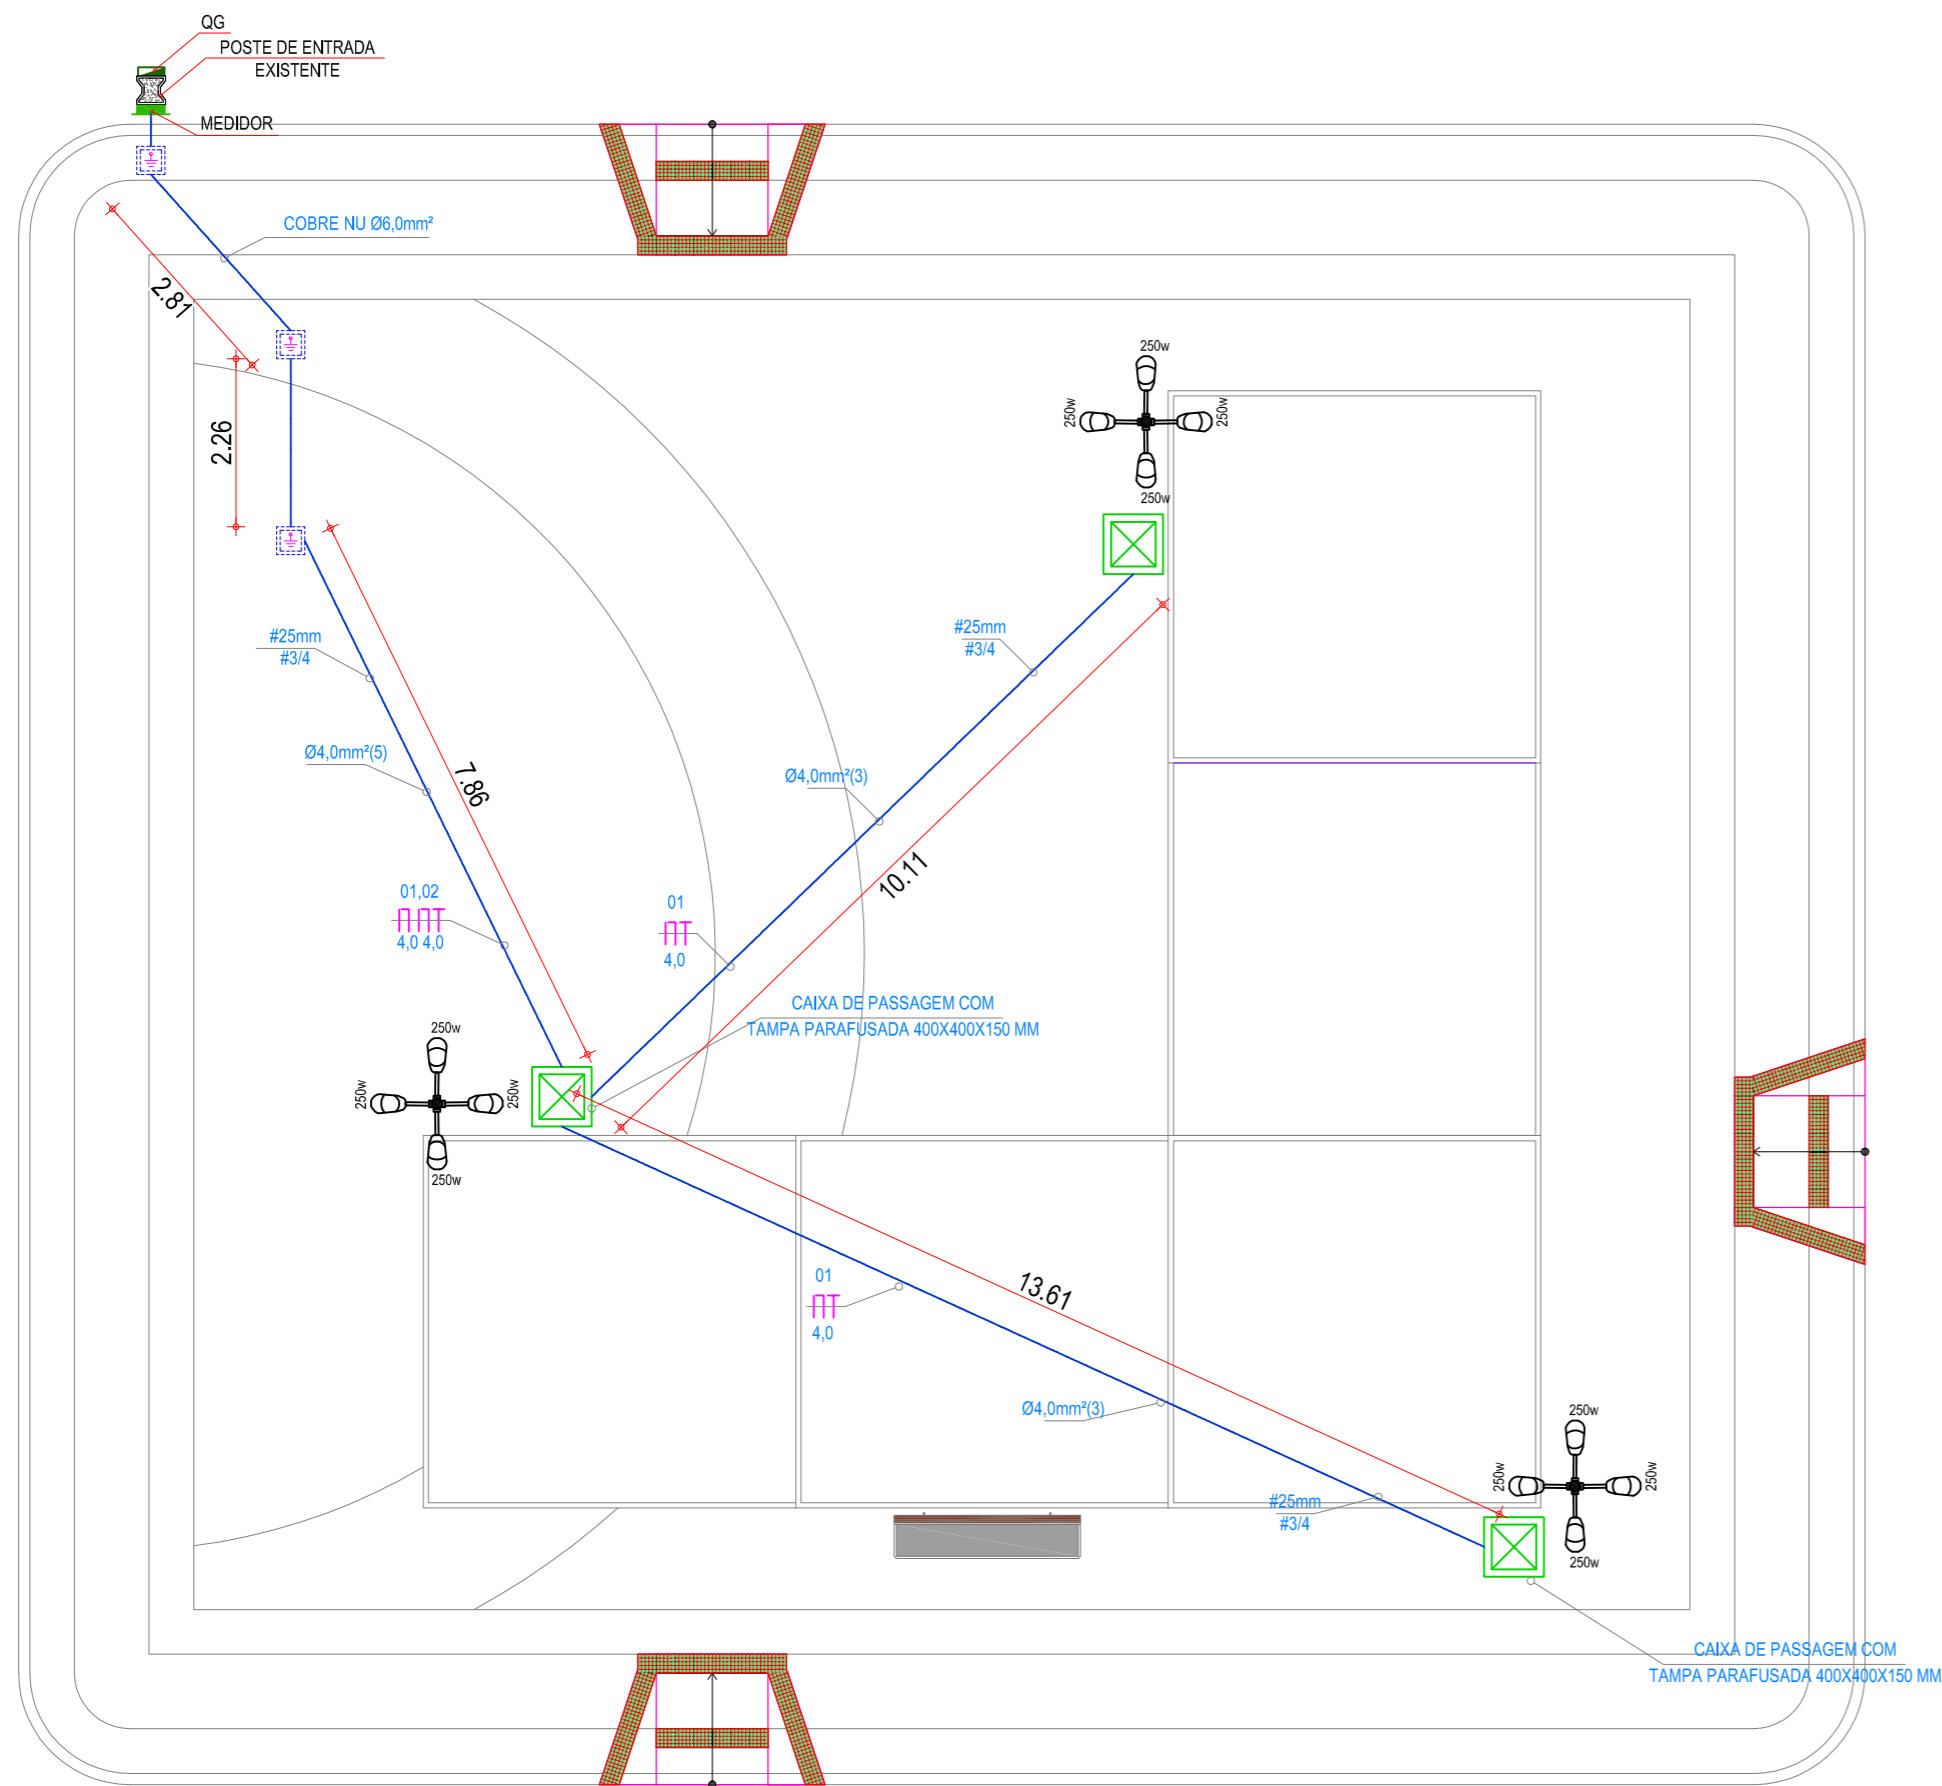 QG
POSTE DE ENTRADA
EXISTENTE
MEDIDOR
COBRE NU Ø6,0mm²
2.81
2.26
250w
250w
250w
250w
#25mm
#3/4
#25mm
#3/4
Ø4,0mm²(5)
7.86
Ø4,0mm²(3)
10.11
01,02
4,0 4,0
01
4,0
CAIXA DE PASSAGEM COM
TAMPA PARAFUSADA 400X400X150 MM
250w
250w
250w
250w
01
4,0
13.61
Ø4,0mm²(3)
#25mm
#3/4
250w
250w
250w
250w
CAIXA DE PASSAGEM COM
TAMPA PARAFUSADA 400X400X150 MM